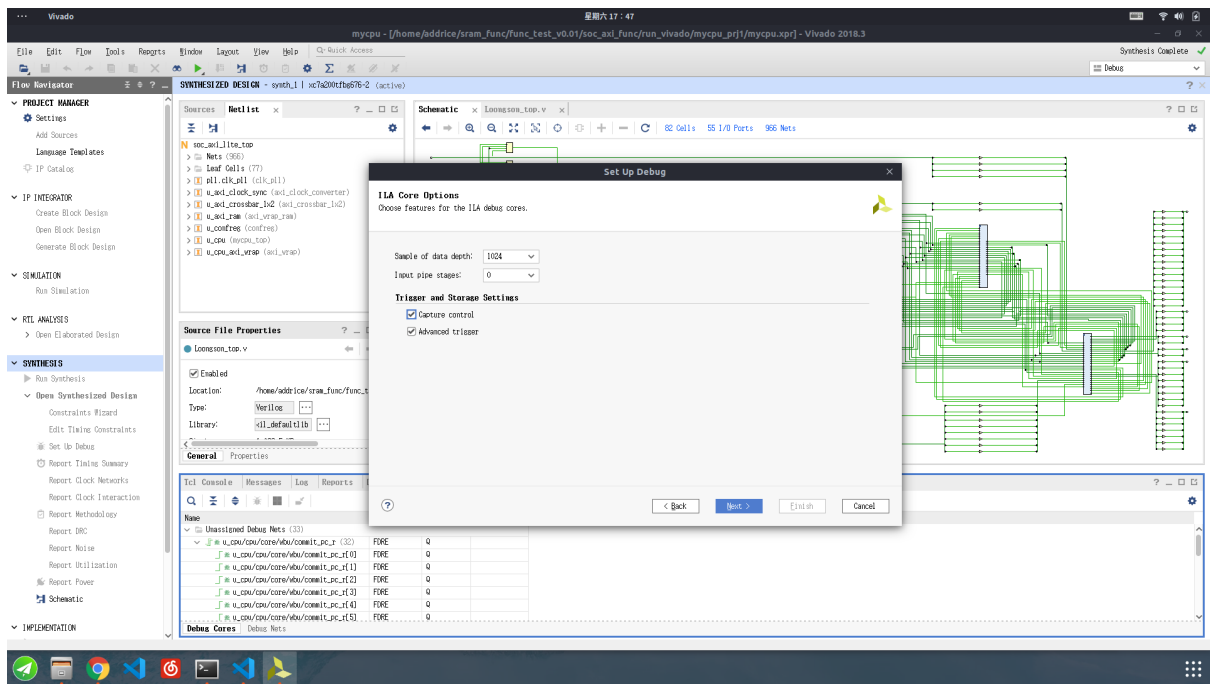 Vivado
星期六 17：47
mycpu - [/home/addrice/sram_func/func_test_v0.01/soc_axi_func/run_vivado/mycpu_prj1/mycpu.xpr] - Vivado 2018.3
File Edit Flow Tools Reports Window Layout View Help Q- Quick Access
Synthesis Complete
Debug
Flow Navigator
SYNTHESIZED DESIGN - synth_1 | xc7a200tfbg676-2 (active)
PROJECT MANAGER
Settings
Add Sources
Language Templates
IP Catalog
IP INTEGRATOR
Create Block Design
Open Block Design
Generate Block Design
SIMULATION
Run Simulation
RTL ANALYSIS
Open Elaborated Design
SYNTHESIS
Run Synthesis
Open Synthesized Design
Constraints Wizard
Edit Timing Constraints
Set Up Debug
Report Timing Summary
Report Clock Networks
Report Clock Interaction
Report Methodology
Report DRC
Report Noise
Report Utilization
Report Power
Schematic
IMPLEMENTATION
Sources Netlist
soc_axi_lite_top
Nets (966)
Leaf Cells (77)
pll.clk_pll (clk_pll)
u_axi_clock_sync (axi_clock_converter)
u_axi_crossbar_1x2 (axi_crossbar_1x2)
u_axi_ram (axi_wrap_ram)
u_confreg (confreg)
u_cpu (mycpu_top)
u_cpu_axi_wrap (axi_wrap)
Source File Properties
Loongson_top.v
Enabled
Location: /home/addrice/sram_func/func_t
Type: Verilog
Library: xil_defaultlib
General Properties
Schematic Loongson_top.v
82 Cells 55 I/O Ports 966 Nets
Set Up Debug
ILA Core Options
Choose features for the ILA debug cores.
Sample of data depth: 1024
Input pipe stages: 0
Trigger and Storage Settings
Capture control
Advanced trigger
< Back Next > Finish Cancel
Tcl Console Messages Log Reports
Name
Unassigned Debug Nets (33)
u_cpu/cpu/core/wbu/commit_pc_r (32) FDRE Q
u_cpu/cpu/core/wbu/commit_pc_r[0] FDRE Q
u_cpu/cpu/core/wbu/commit_pc_r[1] FDRE Q
u_cpu/cpu/core/wbu/commit_pc_r[2] FDRE Q
u_cpu/cpu/core/wbu/commit_pc_r[3] FDRE Q
u_cpu/cpu/core/wbu/commit_pc_r[4] FDRE Q
u_cpu/cpu/core/wbu/commit_pc_r[5] FDRE Q
Debug Cores Debug Nets